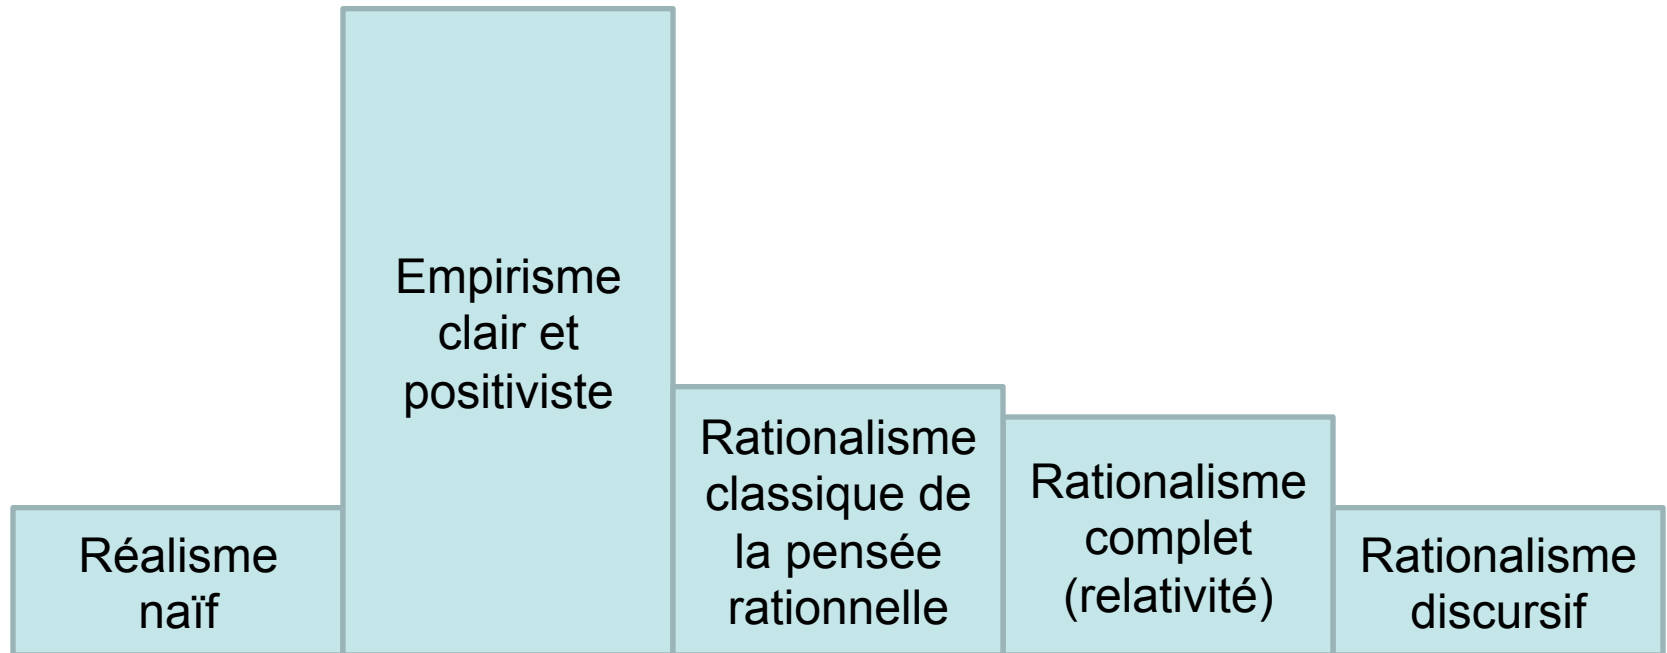 Réalisme
naïf
Empirisme
clair et
positiviste
Rationalisme
classique de
la pensée
rationnelle
Rationalisme
complet
(relativité)
Rationalisme
discursif